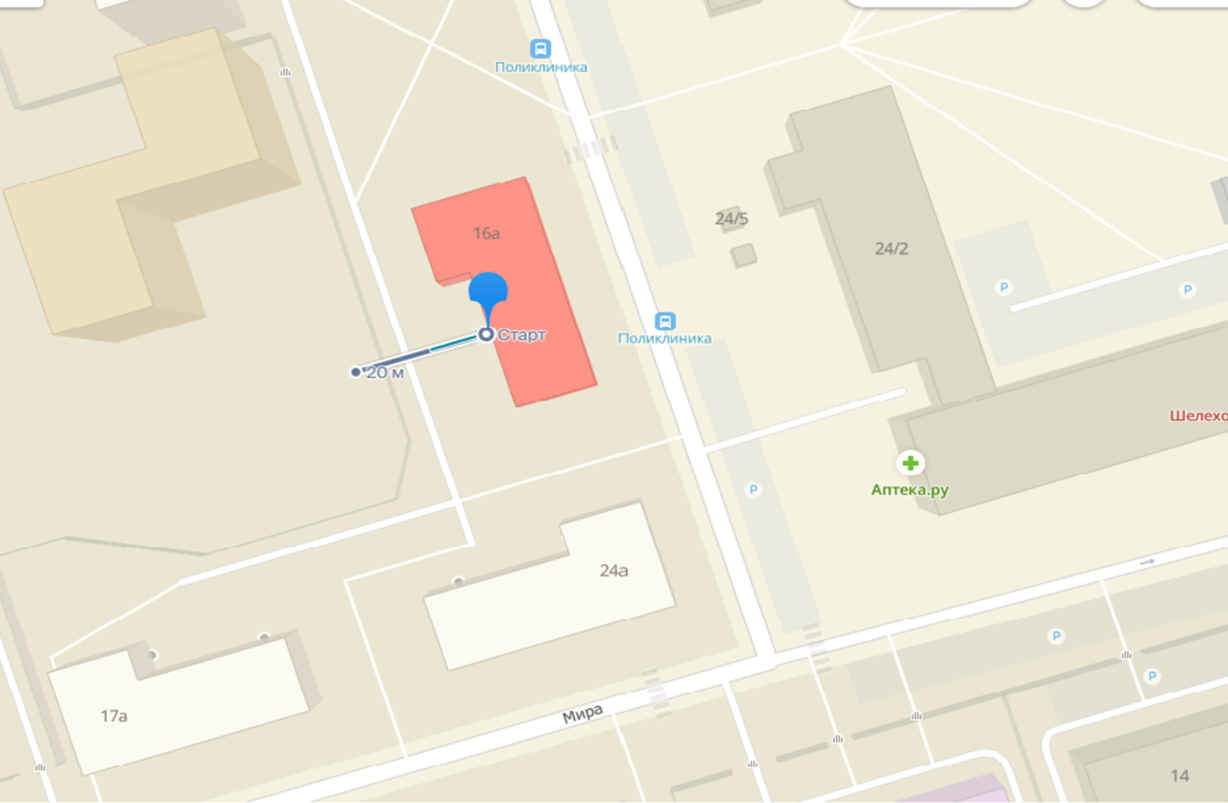 Поликлиника
24/5
16а
24/2
P
P
Старт
Поликлиника
20 м
Шелехо
Аптека.ру
P
24а
P
P
17а
Мира
14